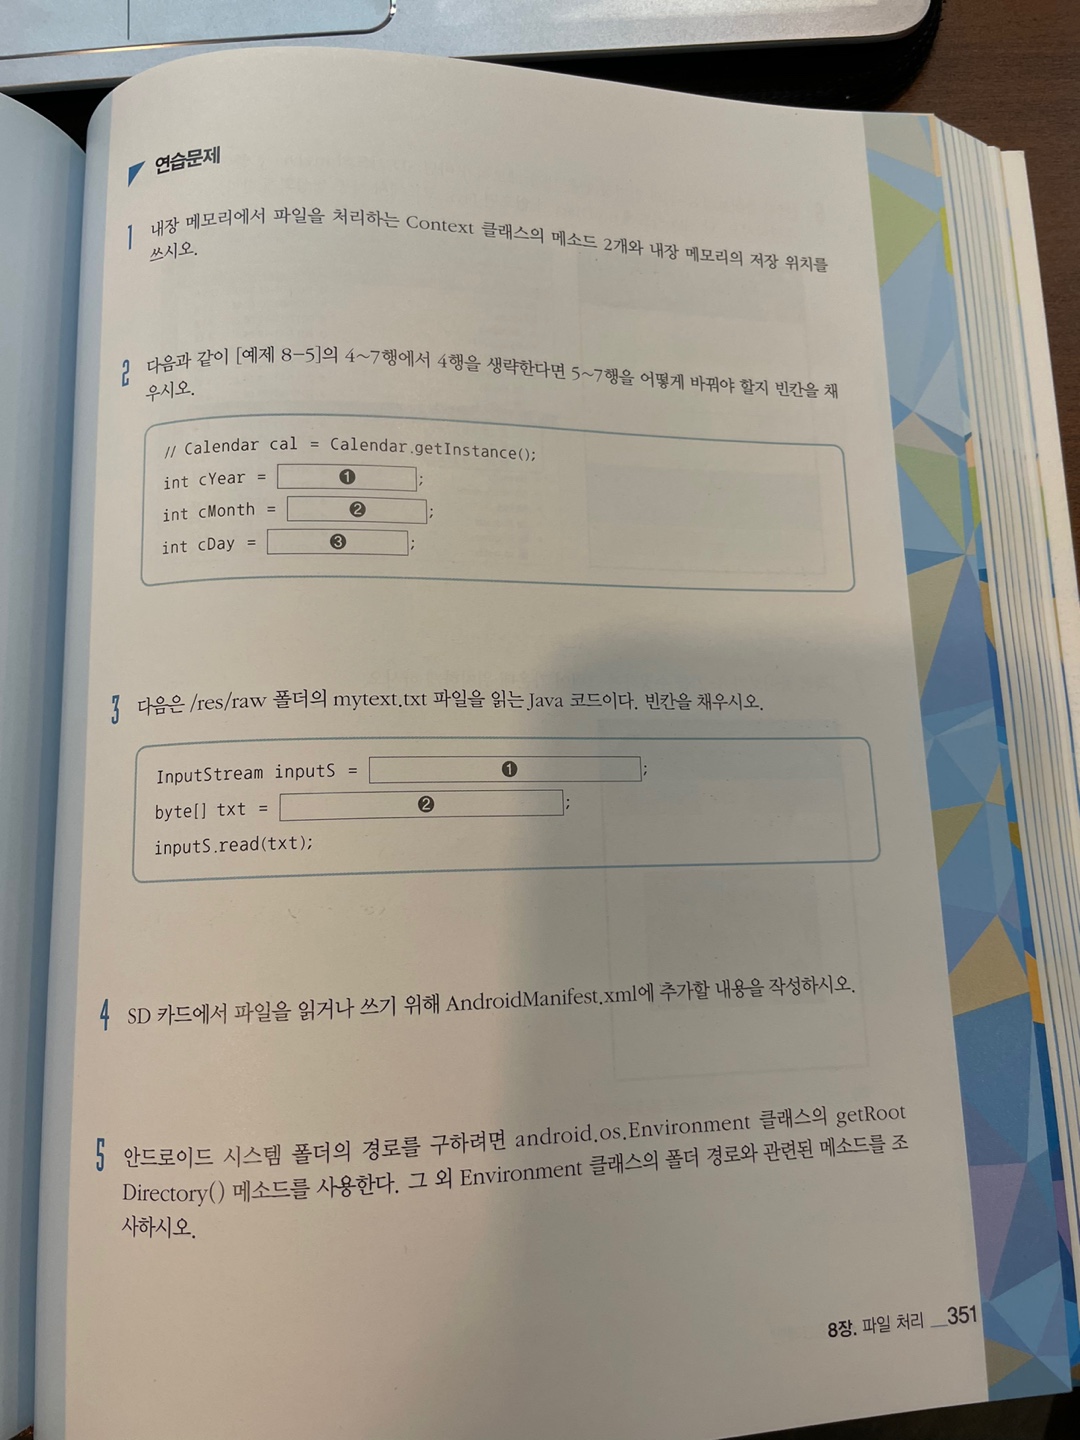 연습문제
1 내장 메모리에서 파일을 처리하는 Context 클래스의 메소드 2개와 내장 메모리의 저장 위치를
쓰시오.
2 다음과 같이 [예제 8-5]의 4~7행에서 4행을 생략한다면 5~7행을 어떻게 바꿔야 할지 빈칸을 채
우시오.
// Calendar cal = Calendar.getInstance();
int cYear = ❶ ;
int cMonth = ❷ ;
int cDay = ❸ ;
3 다음은 /res/raw 폴더의 mytext.txt 파일을 읽는 Java 코드이다. 빈칸을 채우시오.
InputStream inputS = ❶ ;
byte[] txt = ❷ ;
inputS.read(txt);
4 SD 카드에서 파일을 읽거나 쓰기 위해 AndroidManifest.xml에 추가할 내용을 작성하시오.
5 안드로이드 시스템 폴더의 경로를 구하려면 android.os.Environment 클래스의 getRoot
Directory() 메소드를 사용한다. 그 외 Environment 클래스의 폴더 경로와 관련된 메소드를 조
사하시오.
8장. 파일 처리 __351